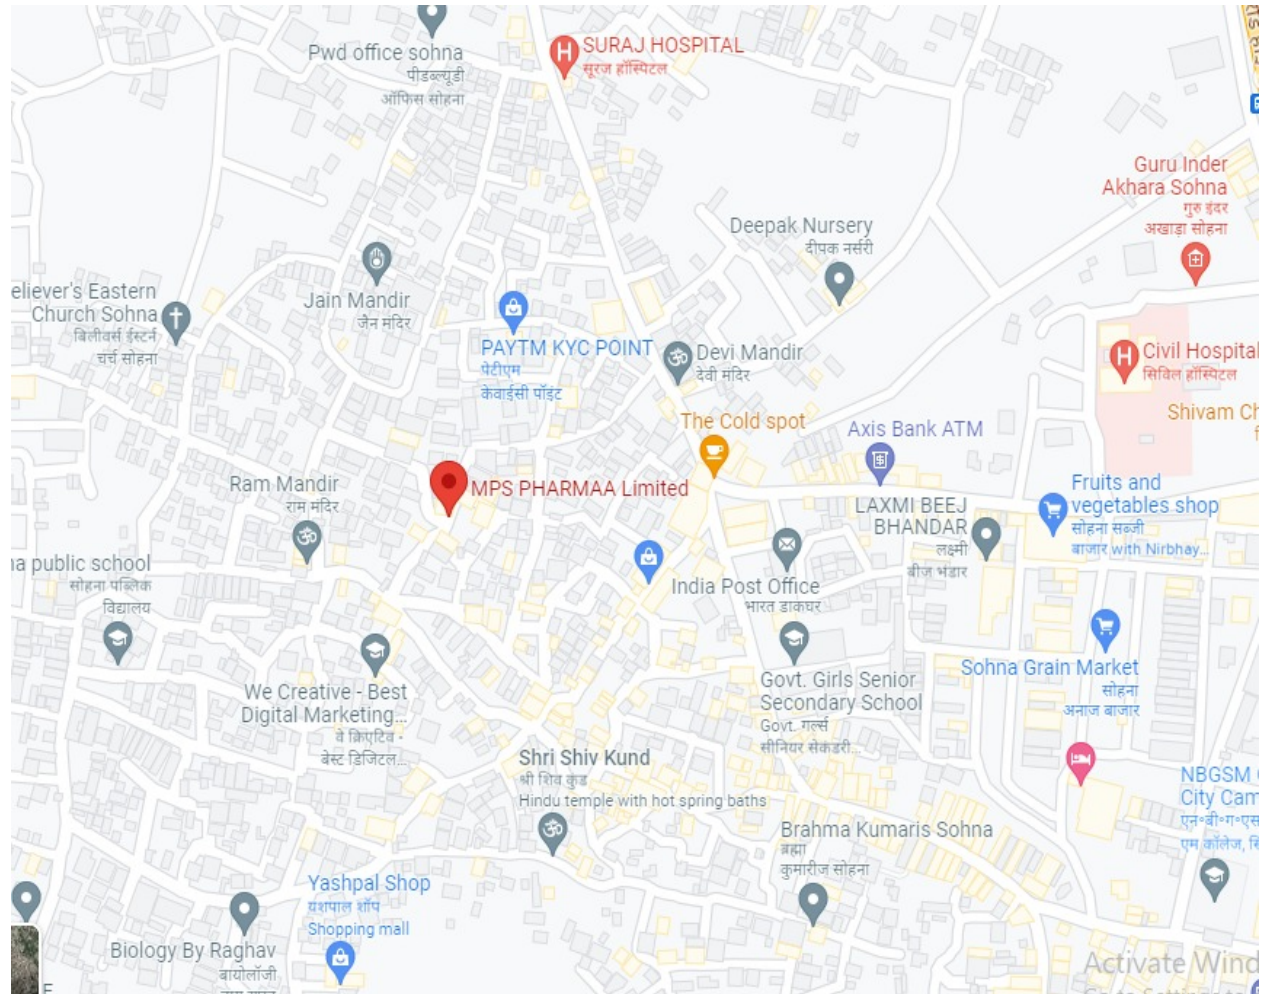 Pwd office sohna
पीडब्ल्यूडी
ऑफिस सोहना
SURAJ HOSPITAL
सूरज हॉस्पिटल
Guru Inder
Akhara Sohna
गुरु इंदर
अखाड़ा सोहना
Deepak Nursery
दीपक नर्सरी
Jain Mandir
जैन मंदिर
eliever's Eastern
Church Sohna
बिलीवर्स ईस्टर्न
चर्च सोहना
PAYTM KYC POINT
पेटीएम
केवाईसी पॉइंट
Devi Mandir
देवी मंदिर
Civil Hospital
सिविल हॉस्पिटल
Shivam Ch
The Cold spot
Axis Bank ATM
Ram Mandir
राम मंदिर
MPS PHARMAA Limited
LAXMI BEEJ
BHANDAR
लक्ष्मी
बीज भंडार
Fruits and
vegetables shop
सोहना सब्जी
बाजार with Nirbhay...
na public school
सोहना पब्लिक
विद्यालय
India Post Office
भारत डाकघर
Sohna Grain Market
सोहना
अनाज बाजार
Govt. Girls Senior
Secondary School
Govt. गर्ल्स
सीनियर सेकंडरी...
We Creative - Best
Digital Marketing...
वे क्रिएटिव -
बेस्ट डिजिटल...
Shri Shiv Kund
श्री शिव कुंड
Hindu temple with hot spring baths
NBGSM
City Cam
एन॰बी॰ग॰एस
एम कॉलेज,
Brahma Kumaris Sohna
ब्रह्मा
कुमारीज सोहना
Yashpal Shop
यशपाल शॉप
Shopping mall
Biology By Raghav
बायोलॉजी
Activate Wind